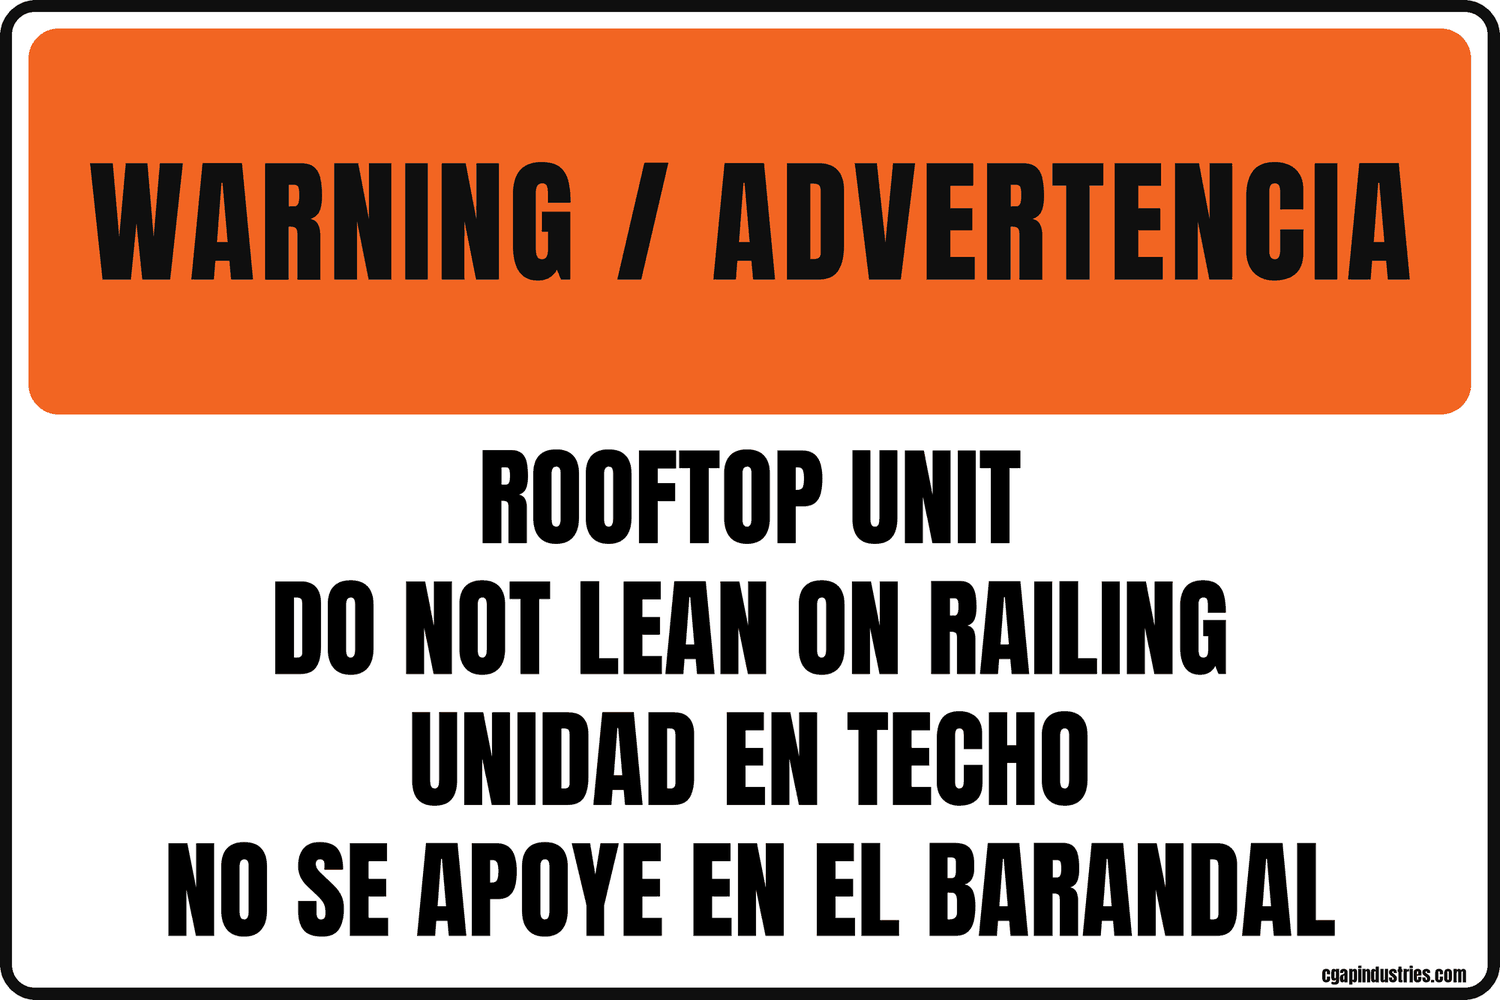 WARNING / ADVERTENCIA
ROOFTOP UNIT
DO NOT LEAN ON RAILING
UNIDAD EN TECHO
NO SE APOYE EN EL BARANDAL
cgapindustries.com